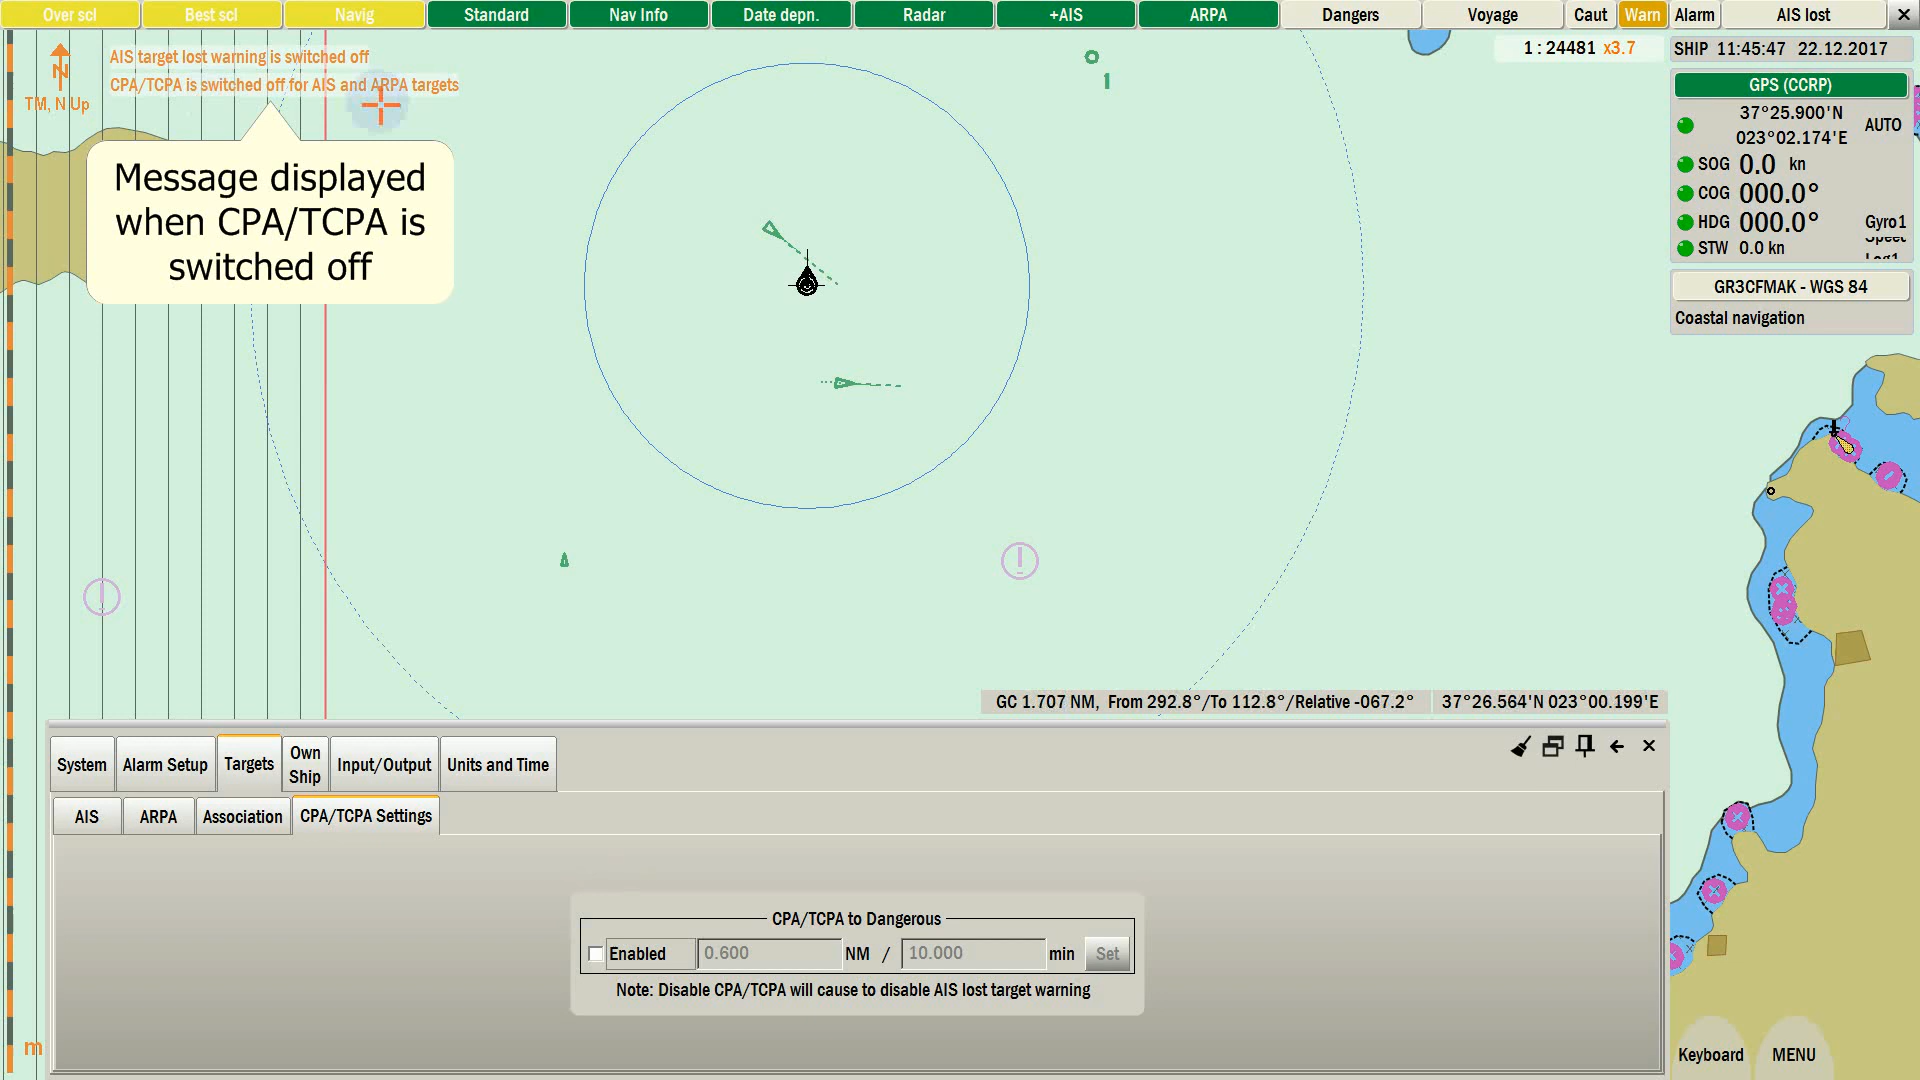 Over scl Best scl Navig Standard Nav Info Date depn. Radar +AIS ARPA Dangers Voyage Caut Warn Alarm AIS lost
AIS target lost warning is switched off
CPA/TCPA is switched off for AIS and ARPA targets
N
TM, N Up
Message displayed
when CPA/TCPA is
switched off
1 : 24481 x3.7
SHIP 11:45:47 22.12.2017
GPS (CCRP)
37°25.900'N
023°02.174'E
AUTO
SOG 0.0 kn
COG 000.0°
HDG 000.0° Gyro1
STW 0.0 kn
GR3CFMAK - WGS 84
Coastal navigation
GC 1.707 NM, From 292.8°/To 112.8°/Relative -067.2° 37°26.564'N 023°00.199'E
System Alarm Setup Targets Own Ship Input/Output Units and Time
AIS ARPA Association CPA/TCPA Settings
CPA/TCPA to Dangerous
Enabled 0.600 NM / 10.000 min Set
Note: Disable CPA/TCPA will cause to disable AIS lost target warning
m
Keyboard MENU